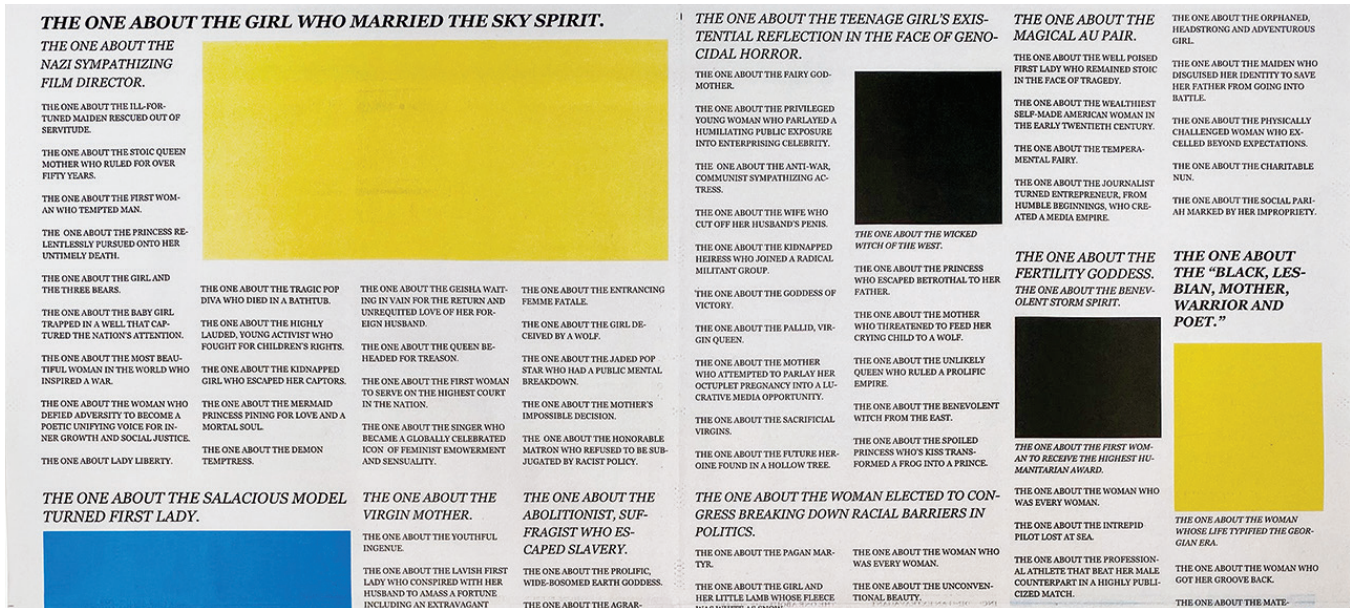 THE ONE ABOUT THE GIRL WHO MARRIED THE SKY SPIRIT.
THE ONE ABOUT THE
NAZI SYMPATHIZING
FILM DIRECTOR.
THE ONE ABOUT THE ILL-FOR-
TUNED MAIDEN RESCUED OUT OF
SERVITUDE.
THE ONE ABOUT THE STOIC QUEEN
MOTHER WHO RULED FOR OVER
FIFTY YEARS.
THE ONE ABOUT THE FIRST WOM-
AN WHO TEMPTED MAN.
THE ONE ABOUT THE PRINCESS RE-
LENTLESSLY PURSUED ONTO HER
UNTIMELY DEATH.
THE ONE ABOUT THE GIRL AND
THE THREE BEARS.
THE ONE ABOUT THE BABY GIRL
TRAPPED IN A WELL THAT CAP-
TURED THE NATION'S ATTENTION.
THE ONE ABOUT THE MOST BEAU-
TIFUL WOMAN IN THE WORLD WHO
INSPIRED A WAR.
THE ONE ABOUT THE WOMAN WHO
DEFIED ADVERSITY TO BECOME A
POETIC UNIFYING VOICE FOR IN-
NER GROWTH AND SOCIAL JUSTICE.
THE ONE ABOUT LADY LIBERTY.
THE ONE ABOUT THE TRAGIC POP
DIVA WHO DIED IN A BATHTUB.
THE ONE ABOUT THE HIGHLY
LAUDED, YOUNG ACTIVIST WHO
FOUGHT FOR CHILDREN'S RIGHTS.
THE ONE ABOUT THE KIDNAPPED
GIRL WHO ESCAPED HER CAPTORS.
THE ONE ABOUT THE MERMAID
PRINCESS PINING FOR LOVE AND A
MORTAL SOUL.
THE ONE ABOUT THE DEMON
TEMPTRESS.
THE ONE ABOUT THE GEISHA WAIT-
ING IN VAIN FOR THE RETURN AND
UNREQUITED LOVE OF HER FOR-
EIGN HUSBAND.
THE ONE ABOUT THE QUEEN BE-
HEADED FOR TREASON.
THE ONE ABOUT THE FIRST WOMAN
TO SERVE ON THE HIGHEST COURT
IN THE NATION.
THE ONE ABOUT THE SINGER WHO
BECAME A GLOBALLY CELEBRATED
ICON OF FEMINIST EMOWERMENT
AND SENSUALITY.
THE ONE ABOUT THE ENTRANCING
FEMME FATALE.
THE ONE ABOUT THE GIRL DE-
CEIVED BY A WOLF.
THE ONE ABOUT THE JADED POP
STAR WHO HAD A PUBLIC MENTAL
BREAKDOWN.
THE ONE ABOUT THE MOTHER'S
IMPOSSIBLE DECISION.
THE ONE ABOUT THE HONORABLE
MATRON WHO REFUSED TO BE SUB-
JUGATED BY RACIST POLICY.
THE ONE ABOUT THE SALACIOUS MODEL
TURNED FIRST LADY.
THE ONE ABOUT THE
VIRGIN MOTHER.
THE ONE ABOUT THE YOUTHFUL
INGENUE.
THE ONE ABOUT THE LAVISH FIRST
LADY WHO CONSPIRED WITH HER
HUSBAND TO AMASS A FORTUNE
INCLUDING AN EXTRAVAGANT
THE ONE ABOUT THE
ABOLITIONIST, SUF-
FRAGIST WHO ES-
CAPED SLAVERY.
THE ONE ABOUT THE PROLIFIC,
WIDE-BOSOMED EARTH GODDESS.
THE ONE ABOUT THE AGRAR-
THE ONE ABOUT THE TEENAGE GIRL'S EXIS-
TENTIAL REFLECTION IN THE FACE OF GENO-
CIDAL HORROR.
THE ONE ABOUT THE FAIRY GOD-
MOTHER.
THE ONE ABOUT THE PRIVILEGED
YOUNG WOMAN WHO PARLAYED A
HUMILIATING PUBLIC EXPOSURE
INTO ENTERPRISING CELEBRITY.
THE ONE ABOUT THE ANTI-WAR,
COMMUNIST SYMPATHIZING AC-
TRESS.
THE ONE ABOUT THE WIFE WHO
CUT OFF HER HUSBAND'S PENIS.
THE ONE ABOUT THE KIDNAPPED
HEIRESS WHO JOINED A RADICAL
MILITANT GROUP.
THE ONE ABOUT THE GODDESS OF
VICTORY.
THE ONE ABOUT THE PALLID, VIR-
GIN QUEEN.
THE ONE ABOUT THE MOTHER
WHO ATTEMPTED TO PARLAY HER
OCTUPLET PREGNANCY INTO A LU-
CRATIVE MEDIA OPPORTUNITY.
THE ONE ABOUT THE SACRIFICIAL
VIRGINS.
THE ONE ABOUT THE FUTURE HER-
OINE FOUND IN A HOLLOW TREE.
THE ONE ABOUT THE WICKED
WITCH OF THE WEST.
THE ONE ABOUT THE PRINCESS
WHO ESCAPED BETROTHAL TO HER
FATHER.
THE ONE ABOUT THE MOTHER
WHO THREATENED TO FEED HER
CRYING CHILD TO A WOLF.
THE ONE ABOUT THE UNLIKELY
QUEEN WHO RULED A PROLIFIC
EMPIRE.
THE ONE ABOUT THE BENEVOLENT
WITCH FROM THE EAST.
THE ONE ABOUT THE SPOILED
PRINCESS WHO'S KISS TRANS-
FORMED A FROG INTO A PRINCE.
THE ONE ABOUT THE WOMAN ELECTED TO CON-
GRESS BREAKING DOWN RACIAL BARRIERS IN
POLITICS.
THE ONE ABOUT THE PAGAN MAR-
TYR.
THE ONE ABOUT THE GIRL AND
HER LITTLE LAMB WHOSE FLEECE
WAS WHITE AS SNOW
THE ONE ABOUT THE WOMAN WHO
WAS EVERY WOMAN.
THE ONE ABOUT THE UNCONVEN-
TIONAL BEAUTY.
THE ONE ABOUT THE
MAGICAL AU PAIR.
THE ONE ABOUT THE WELL POISED
FIRST LADY WHO REMAINED STOIC
IN THE FACE OF TRAGEDY.
THE ONE ABOUT THE WEALTHIEST
SELF-MADE AMERICAN WOMAN IN
THE EARLY TWENTIETH CENTURY.
THE ONE ABOUT THE TEMPERA-
MENTAL FAIRY.
THE ONE ABOUT THE JOURNALIST
TURNED ENTREPRENEUR, FROM
HUMBLE BEGINNINGS, WHO CRE-
ATED A MEDIA EMPIRE.
THE ONE ABOUT THE
FERTILITY GODDESS.
THE ONE ABOUT THE BENEV-
OLENT STORM SPIRIT.
THE ONE ABOUT THE FIRST WOM-
AN TO RECEIVE THE HIGHEST HU-
MANITARIAN AWARD.
THE ONE ABOUT THE WOMAN WHO
WAS EVERY WOMAN.
THE ONE ABOUT THE INTREPID
PILOT LOST AT SEA.
THE ONE ABOUT THE PROFESSION-
AL ATHLETE THAT BEAT HER MALE
COUNTERPART IN A HIGHLY PUBLI-
CIZED MATCH.
THE ONE ABOUT THE ORPHANED,
HEADSTRONG AND ADVENTUROUS
GIRL.
THE ONE ABOUT THE MAIDEN WHO
DISGUISED HER IDENTITY TO SAVE
HER FATHER FROM GOING INTO
BATTLE.
THE ONE ABOUT THE PHYSICALLY
CHALLENGED WOMAN WHO EX-
CELLED BEYOND EXPECTATIONS.
THE ONE ABOUT THE CHARITABLE
NUN.
THE ONE ABOUT THE SOCIAL PARI-
AH MARKED BY HER IMPROPRIETY.
THE ONE ABOUT
THE "BLACK, LES-
BIAN, MOTHER,
WARRIOR AND
POET."
THE ONE ABOUT THE WOMAN
WHOSE LIFE TYPIFIED THE GEOR-
GIAN ERA.
THE ONE ABOUT THE WOMAN WHO
GOT HER GROOVE BACK.
THE ONE ABOUT THE MATE-